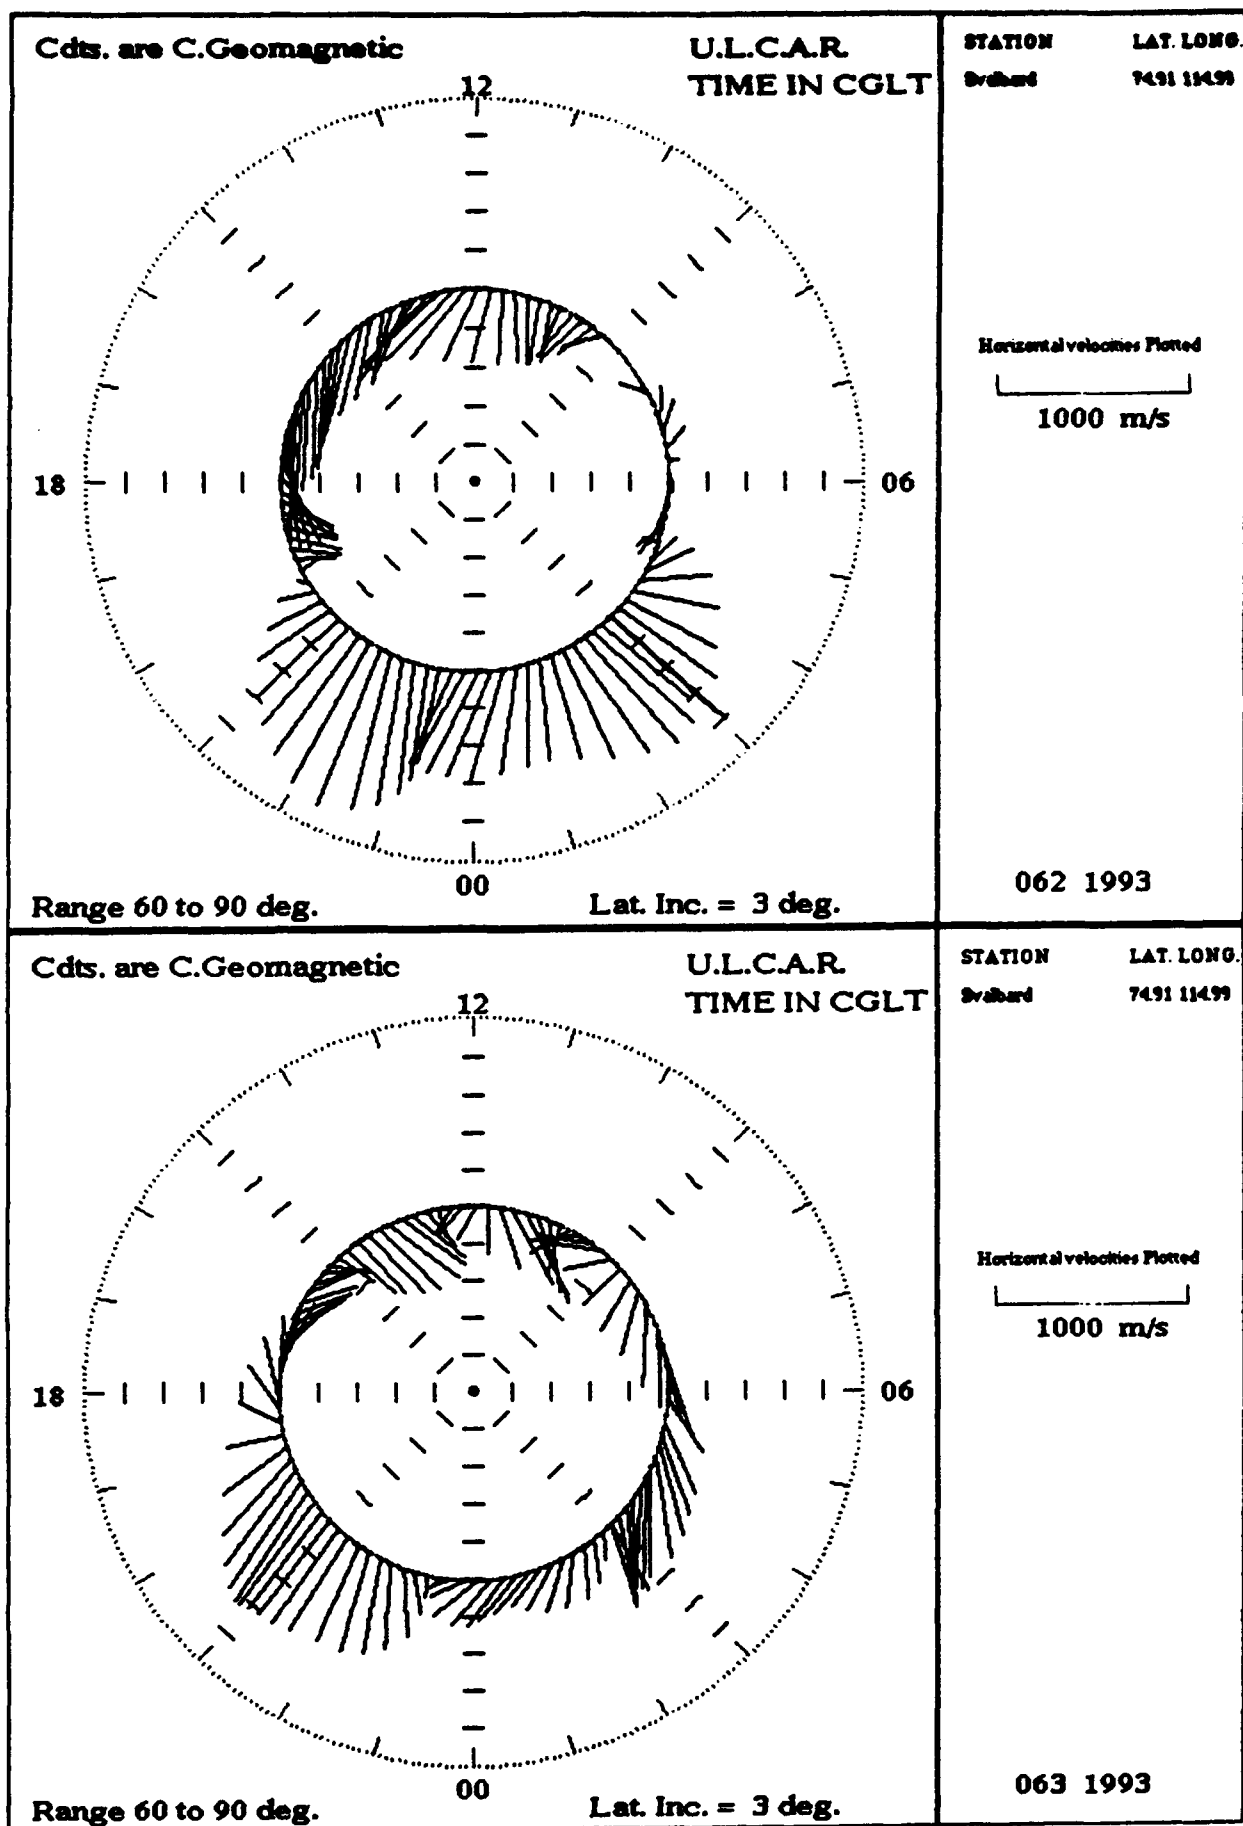 Cdts. are C.Geomagnetic
U.L.C.A.R.
TIME IN CGLT
12
18
06
00
Range 60 to 90 deg.
Lat. Inc. = 3 deg.
STATION LAT. LONG.
Svalbard 74.91 114.99
Horizontal velocities Plotted
1000 m/s
062 1993
Cdts. are C.Geomagnetic
U.L.C.A.R.
TIME IN CGLT
12
18
06
00
Range 60 to 90 deg.
Lat. Inc. = 3 deg.
STATION LAT. LONG.
Svalbard 74.91 114.99
Horizontal velocities Plotted
1000 m/s
063 1993